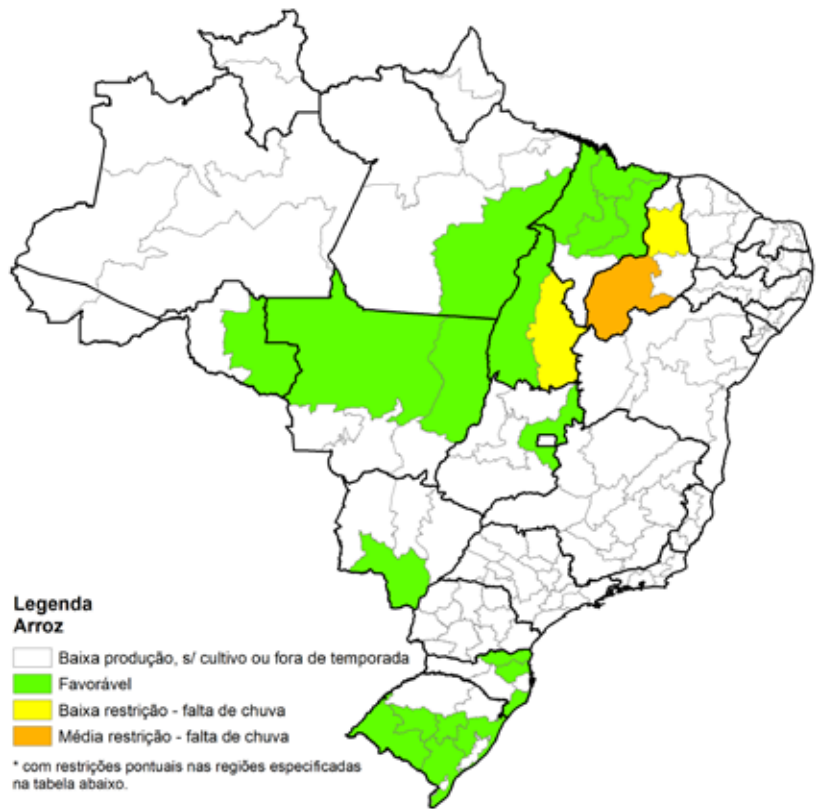 Legenda
Arroz
Baixa produção, s/ cultivo ou fora de temporada
Favorável
Baixa restrição - falta de chuva
Média restrição - falta de chuva
* com restrições pontuais nas regiões especificadas
na tabela abaixo.